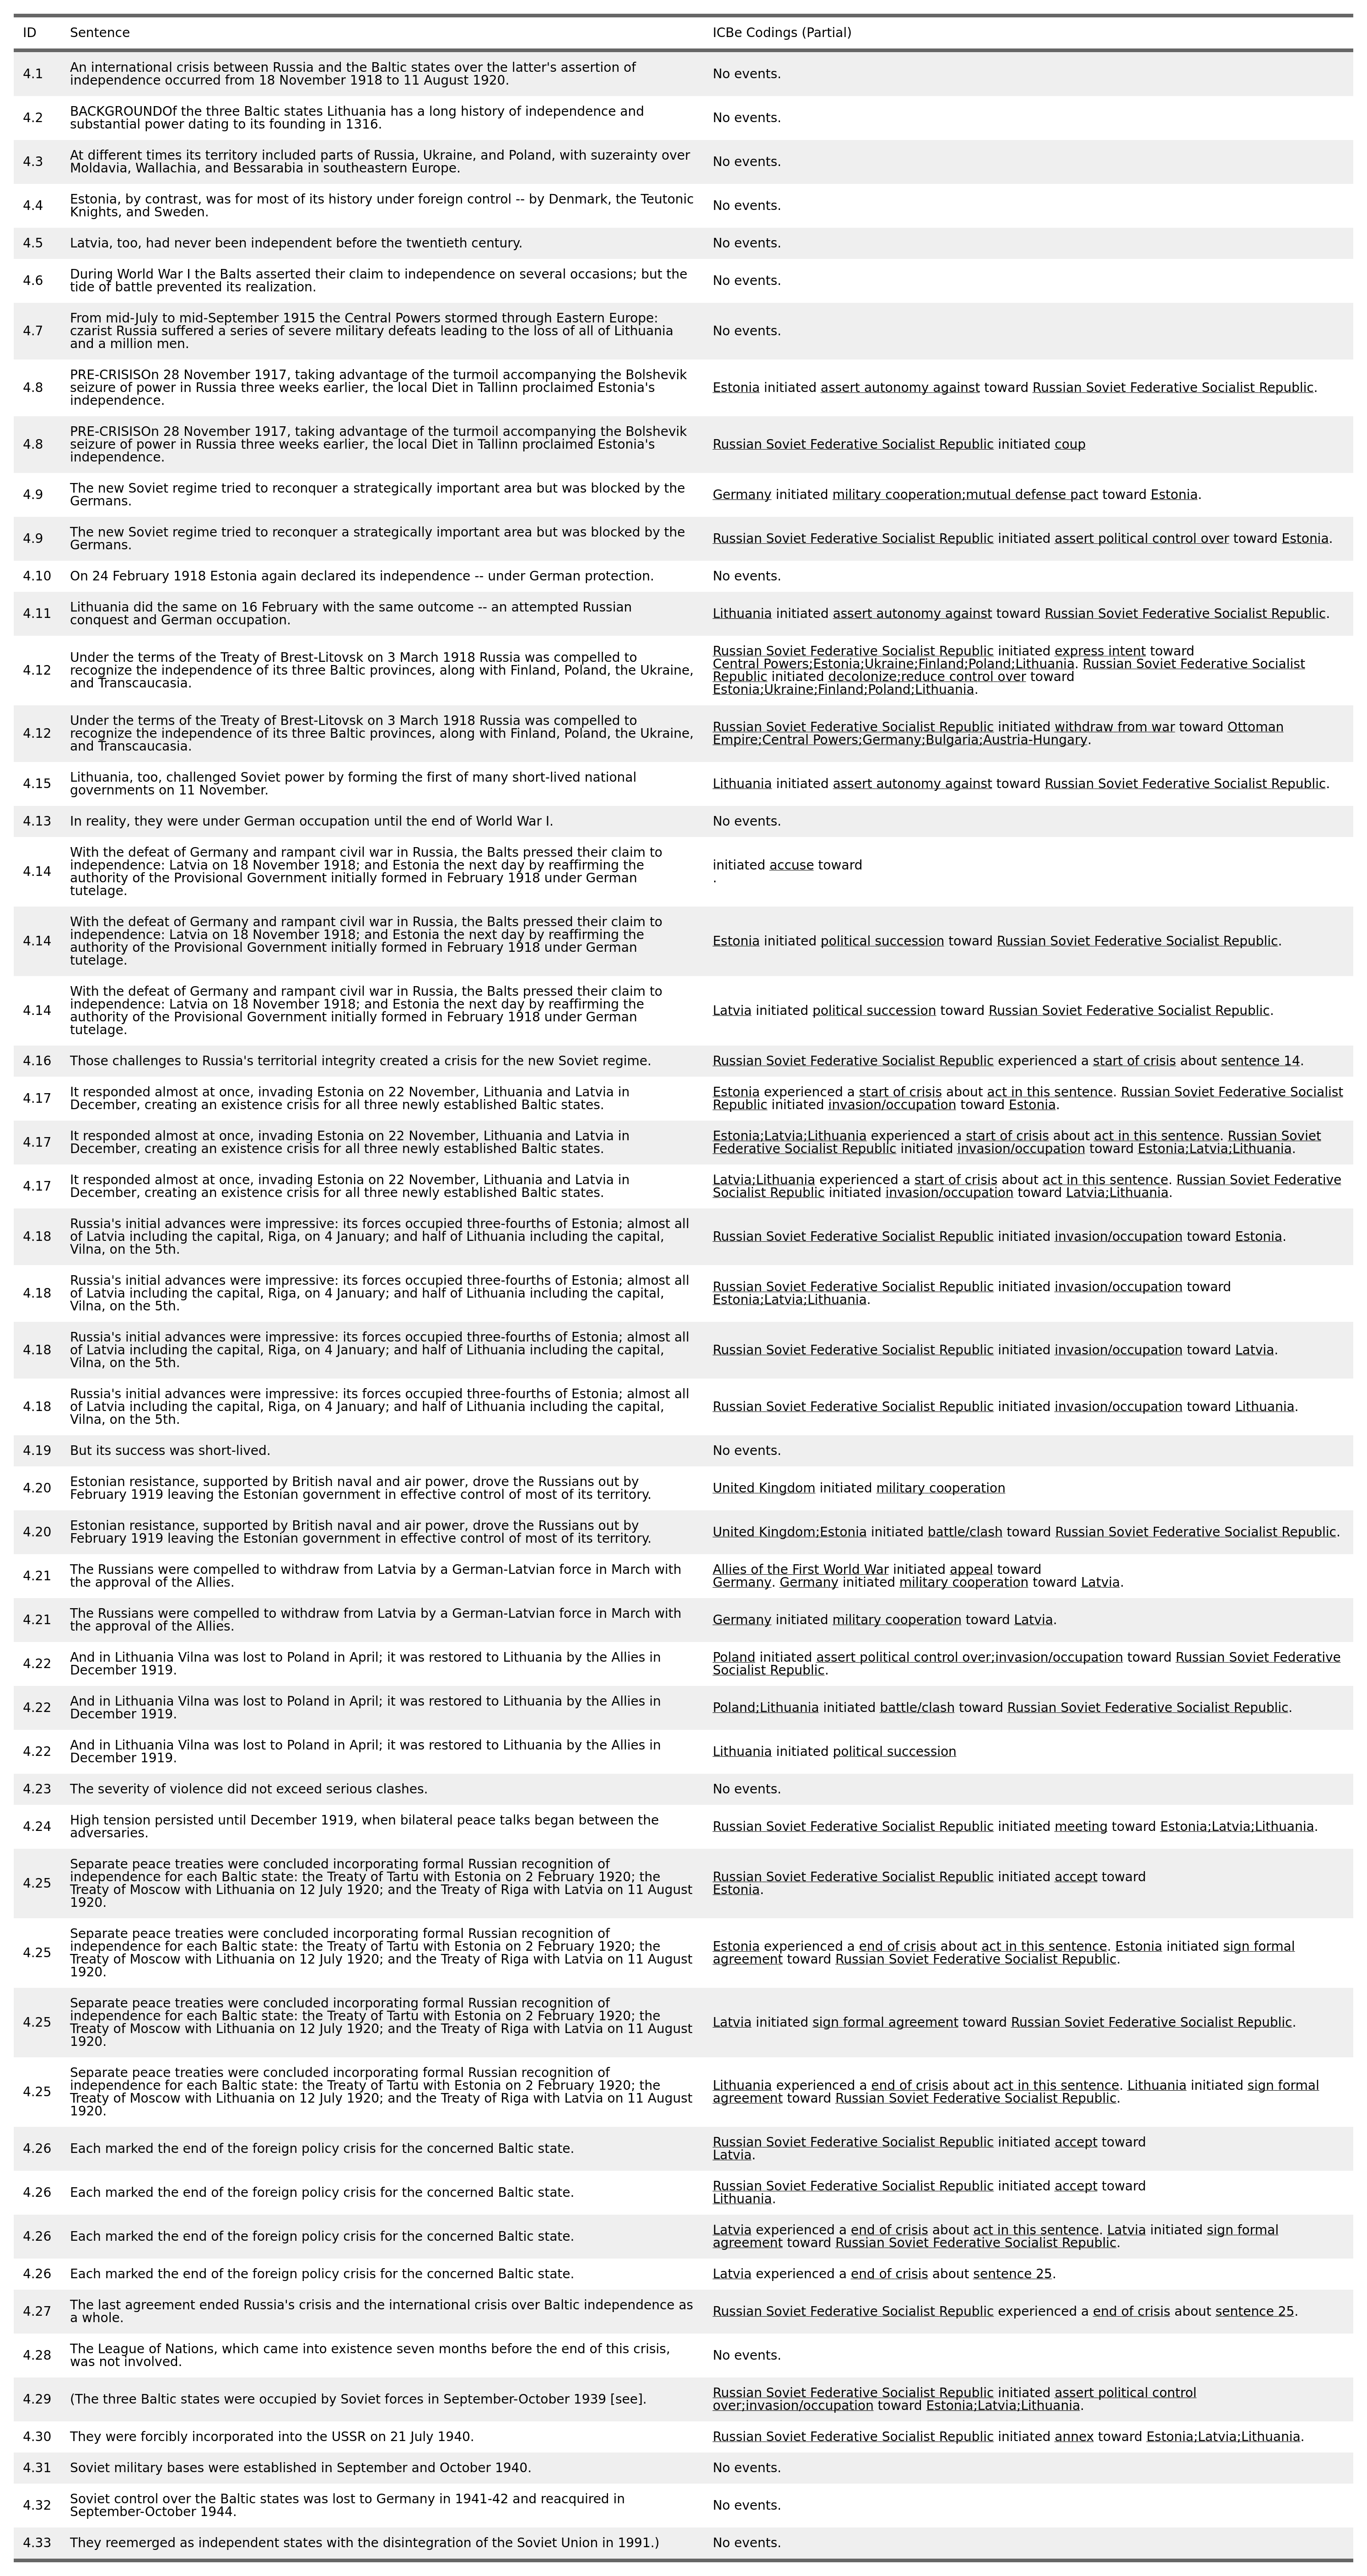 ID Sentence ICBe Codings (Partial)
4.1 An international crisis between Russia and the Baltic states over the latter's assertion of
independence occurred from 18 November 1918 to 11 August 1920. No events.
4.2 BACKGROUNDOf the three Baltic states Lithuania has a long history of independence and
substantial power dating to its founding in 1316. No events.
4.3 At different times its territory included parts of Russia, Ukraine, and Poland, with suzerainty over
Moldavia, Wallachia, and Bessarabia in southeastern Europe. No events.
4.4 Estonia, by contrast, was for most of its history under foreign control -- by Denmark, the Teutonic
Knights, and Sweden. No events.
4.5 Latvia, too, had never been independent before the twentieth century. No events.
4.6 During World War I the Balts asserted their claim to independence on several occasions; but the
tide of battle prevented its realization. No events.
4.7 From mid-July to mid-September 1915 the Central Powers stormed through Eastern Europe:
czarist Russia suffered a series of severe military defeats leading to the loss of all of Lithuania
and a million men. No events.
4.8 PRE-CRISISOn 28 November 1917, taking advantage of the turmoil accompanying the Bolshevik
seizure of power in Russia three weeks earlier, the local Diet in Tallinn proclaimed Estonia's
independence. Estonia initiated assert autonomy against toward Russian Soviet Federative Socialist Republic.
4.8 PRE-CRISISOn 28 November 1917, taking advantage of the turmoil accompanying the Bolshevik
seizure of power in Russia three weeks earlier, the local Diet in Tallinn proclaimed Estonia's
independence. Russian Soviet Federative Socialist Republic initiated coup
4.9 The new Soviet regime tried to reconquer a strategically important area but was blocked by the
Germans. Germany initiated military cooperation;mutual defense pact toward Estonia.
4.9 The new Soviet regime tried to reconquer a strategically important area but was blocked by the
Germans. Russian Soviet Federative Socialist Republic initiated assert political control over toward Estonia.
4.10 On 24 February 1918 Estonia again declared its independence -- under German protection. No events.
4.11 Lithuania did the same on 16 February with the same outcome -- an attempted Russian
conquest and German occupation. Lithuania initiated assert autonomy against toward Russian Soviet Federative Socialist Republic.
4.12 Under the terms of the Treaty of Brest-Litovsk on 3 March 1918 Russia was compelled to
recognize the independence of its three Baltic provinces, along with Finland, Poland, the Ukraine,
and Transcaucasia.
Russian Soviet Federative Socialist Republic initiated express intent toward
Central Powers;Estonia;Ukraine;Finland;Poland;Lithuania. Russian Soviet Federative Socialist
Republic initiated decolonize;reduce control over toward
Estonia;Ukraine;Finland;Poland;Lithuania.
4.12 Under the terms of the Treaty of Brest-Litovsk on 3 March 1918 Russia was compelled to
recognize the independence of its three Baltic provinces, along with Finland, Poland, the Ukraine,
and Transcaucasia.
Russian Soviet Federative Socialist Republic initiated withdraw from war toward Ottoman
Empire;Central Powers;Germany;Bulgaria;Austria-Hungary.
4.15 Lithuania, too, challenged Soviet power by forming the first of many short-lived national
governments on 11 November. Lithuania initiated assert autonomy against toward Russian Soviet Federative Socialist Republic.
4.13 In reality, they were under German occupation until the end of World War I. No events.
4.14 With the defeat of Germany and rampant civil war in Russia, the Balts pressed their claim to
independence: Latvia on 18 November 1918; and Estonia the next day by reaffirming the
authority of the Provisional Government initially formed in February 1918 under German
tutelage.
initiated accuse toward
.
4.14 With the defeat of Germany and rampant civil war in Russia, the Balts pressed their claim to
independence: Latvia on 18 November 1918; and Estonia the next day by reaffirming the
authority of the Provisional Government initially formed in February 1918 under German
tutelage.
Estonia initiated political succession toward Russian Soviet Federative Socialist Republic.
4.14 With the defeat of Germany and rampant civil war in Russia, the Balts pressed their claim to
independence: Latvia on 18 November 1918; and Estonia the next day by reaffirming the
authority of the Provisional Government initially formed in February 1918 under German
tutelage.
Latvia initiated political succession toward Russian Soviet Federative Socialist Republic.
4.16 Those challenges to Russia's territorial integrity created a crisis for the new Soviet regime. Russian Soviet Federative Socialist Republic experienced a start of crisis about sentence 14.
4.17 It responded almost at once, invading Estonia on 22 November, Lithuania and Latvia in
December, creating an existence crisis for all three newly established Baltic states.
Estonia experienced a start of crisis about act in this sentence. Russian Soviet Federative Socialist
Republic initiated invasion/occupation toward Estonia.
4.17 It responded almost at once, invading Estonia on 22 November, Lithuania and Latvia in
December, creating an existence crisis for all three newly established Baltic states.
Estonia;Latvia;Lithuania experienced a start of crisis about act in this sentence. Russian Soviet
Federative Socialist Republic initiated invasion/occupation toward Estonia;Latvia;Lithuania.
4.17 It responded almost at once, invading Estonia on 22 November, Lithuania and Latvia in
December, creating an existence crisis for all three newly established Baltic states.
Latvia;Lithuania experienced a start of crisis about act in this sentence. Russian Soviet Federative
Socialist Republic initiated invasion/occupation toward Latvia;Lithuania.
4.18 Russia's initial advances were impressive: its forces occupied three-fourths of Estonia; almost all
of Latvia including the capital, Riga, on 4 January; and half of Lithuania including the capital,
Vilna, on the 5th.
Russian Soviet Federative Socialist Republic initiated invasion/occupation toward Estonia.
4.18 Russia's initial advances were impressive: its forces occupied three-fourths of Estonia; almost all
of Latvia including the capital, Riga, on 4 January; and half of Lithuania including the capital,
Vilna, on the 5th.
Russian Soviet Federative Socialist Republic initiated invasion/occupation toward
Estonia;Latvia;Lithuania.
4.18 Russia's initial advances were impressive: its forces occupied three-fourths of Estonia; almost all
of Latvia including the capital, Riga, on 4 January; and half of Lithuania including the capital,
Vilna, on the 5th.
Russian Soviet Federative Socialist Republic initiated invasion/occupation toward Latvia.
4.18 Russia's initial advances were impressive: its forces occupied three-fourths of Estonia; almost all
of Latvia including the capital, Riga, on 4 January; and half of Lithuania including the capital,
Vilna, on the 5th.
Russian Soviet Federative Socialist Republic initiated invasion/occupation toward Lithuania.
4.19 But its success was short-lived. No events.
4.20 Estonian resistance, supported by British naval and air power, drove the Russians out by
February 1919 leaving the Estonian government in effective control of most of its territory. United Kingdom initiated military cooperation
4.20 Estonian resistance, supported by British naval and air power, drove the Russians out by
February 1919 leaving the Estonian government in effective control of most of its territory. United Kingdom;Estonia initiated battle/clash toward Russian Soviet Federative Socialist Republic.
4.21 The Russians were compelled to withdraw from Latvia by a German-Latvian force in March with
the approval of the Allies.
Allies of the First World War initiated appeal toward
Germany. Germany initiated military cooperation toward Latvia.
4.21 The Russians were compelled to withdraw from Latvia by a German-Latvian force in March with
the approval of the Allies. Germany initiated military cooperation toward Latvia.
4.22 And in Lithuania Vilna was lost to Poland in April; it was restored to Lithuania by the Allies in
December 1919.
Poland initiated assert political control over;invasion/occupation toward Russian Soviet Federative
Socialist Republic.
4.22 And in Lithuania Vilna was lost to Poland in April; it was restored to Lithuania by the Allies in
December 1919. Poland;Lithuania initiated battle/clash toward Russian Soviet Federative Socialist Republic.
4.22 And in Lithuania Vilna was lost to Poland in April; it was restored to Lithuania by the Allies in
December 1919. Lithuania initiated political succession
4.23 The severity of violence did not exceed serious clashes. No events.
4.24 High tension persisted until December 1919, when bilateral peace talks began between the
adversaries. Russian Soviet Federative Socialist Republic initiated meeting toward Estonia;Latvia;Lithuania.
4.25 Separate peace treaties were concluded incorporating formal Russian recognition of
independence for each Baltic state: the Treaty of Tartu with Estonia on 2 February 1920; the
Treaty of Moscow with Lithuania on 12 July 1920; and the Treaty of Riga with Latvia on 11 August
1920.
Russian Soviet Federative Socialist Republic initiated accept toward
Estonia.
4.25 Separate peace treaties were concluded incorporating formal Russian recognition of
independence for each Baltic state: the Treaty of Tartu with Estonia on 2 February 1920; the
Treaty of Moscow with Lithuania on 12 July 1920; and the Treaty of Riga with Latvia on 11 August
1920.
Estonia experienced a end of crisis about act in this sentence. Estonia initiated sign formal
agreement toward Russian Soviet Federative Socialist Republic.
4.25 Separate peace treaties were concluded incorporating formal Russian recognition of
independence for each Baltic state: the Treaty of Tartu with Estonia on 2 February 1920; the
Treaty of Moscow with Lithuania on 12 July 1920; and the Treaty of Riga with Latvia on 11 August
1920.
Latvia initiated sign formal agreement toward Russian Soviet Federative Socialist Republic.
4.25 Separate peace treaties were concluded incorporating formal Russian recognition of
independence for each Baltic state: the Treaty of Tartu with Estonia on 2 February 1920; the
Treaty of Moscow with Lithuania on 12 July 1920; and the Treaty of Riga with Latvia on 11 August
1920.
Lithuania experienced a end of crisis about act in this sentence. Lithuania initiated sign formal
agreement toward Russian Soviet Federative Socialist Republic.
4.26 Each marked the end of the foreign policy crisis for the concerned Baltic state.
Russian Soviet Federative Socialist Republic initiated accept toward
Latvia.
4.26 Each marked the end of the foreign policy crisis for the concerned Baltic state.
Russian Soviet Federative Socialist Republic initiated accept toward
Lithuania.
4.26 Each marked the end of the foreign policy crisis for the concerned Baltic state.
Latvia experienced a end of crisis about act in this sentence. Latvia initiated sign formal
agreement toward Russian Soviet Federative Socialist Republic.
4.26 Each marked the end of the foreign policy crisis for the concerned Baltic state. Latvia experienced a end of crisis about sentence 25.
4.27 The last agreement ended Russia's crisis and the international crisis over Baltic independence as
a whole. Russian Soviet Federative Socialist Republic experienced a end of crisis about sentence 25.
4.28 The League of Nations, which came into existence seven months before the end of this crisis,
was not involved. No events.
4.29 (The three Baltic states were occupied by Soviet forces in September-October 1939 [see].
Russian Soviet Federative Socialist Republic initiated assert political control
over;invasion/occupation toward Estonia;Latvia;Lithuania.
4.30 They were forcibly incorporated into the USSR on 21 July 1940. Russian Soviet Federative Socialist Republic initiated annex toward Estonia;Latvia;Lithuania.
4.31 Soviet military bases were established in September and October 1940. No events.
4.32 Soviet control over the Baltic states was lost to Germany in 1941-42 and reacquired in
September-October 1944. No events.
4.33 They reemerged as independent states with the disintegration of the Soviet Union in 1991.) No events.